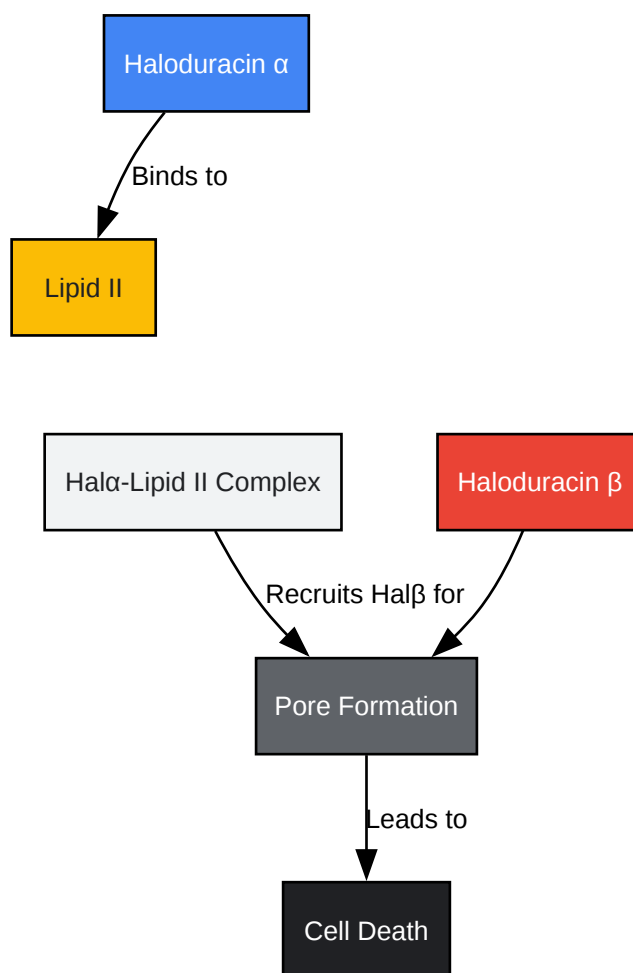 Haloduracin α
Binds to
Lipid II
Halα-Lipid II Complex
Haloduracin β
Recruits Halβ for
Pore Formation
Leads to
Cell Death